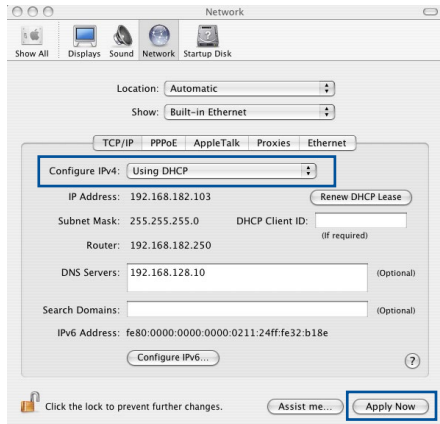 Network
Show All Displays Sound Network Startup Disk
Location: Automatic
Show: Built-in Ethernet
TCP/IP PPPoE AppleTalk Proxies Ethernet
Configure IPv4: Using DHCP
IP Address: 192.168.182.103 Renew DHCP Lease
Subnet Mask: 255.255.255.0 DHCP Client ID:
(If required)
Router: 192.168.182.250
DNS Servers: 192.168.128.10 (Optional)
Search Domains: (Optional)
IPv6 Address: fe80:0000:0000:0000:0211:24ff:fe32:b18e
Configure IPv6...
?
Click the lock to prevent further changes. Assist me... Apply Now